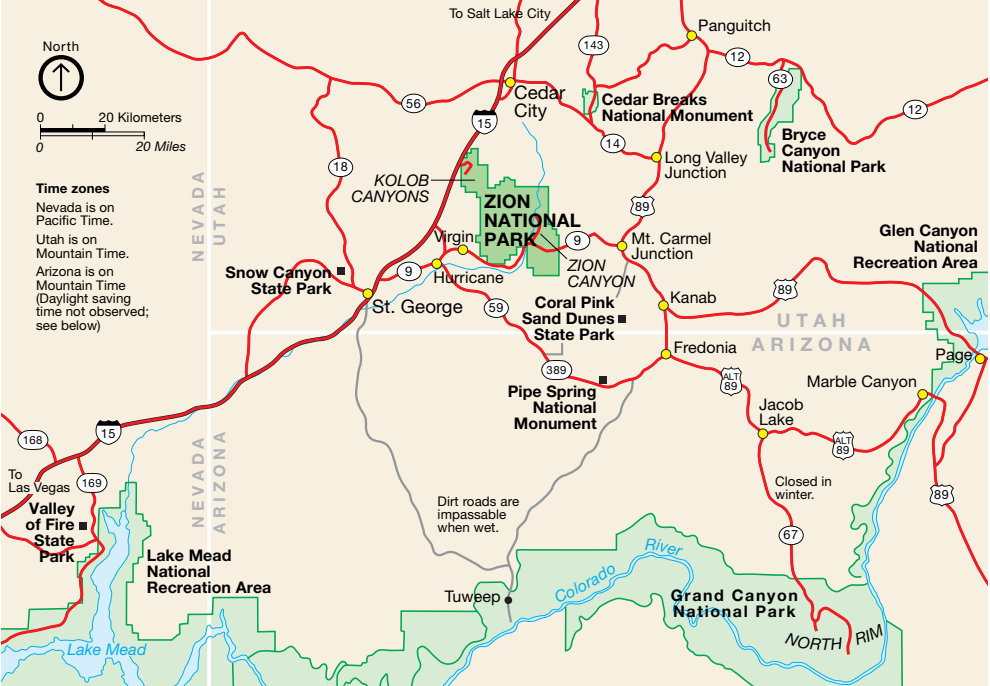 To Salt Lake City
Panguitch
North
143
12
63
0 20 Kilometers
0 20 Miles
56
Cedar
City
15
Cedar Breaks
National Monument
12
14
Bryce
Canyon
National Park
18
Long Valley
Junction
Time zones
Nevada is on
Pacific Time.
Utah is on
Mountain Time.
Arizona is on
Mountain Time
(Daylight saving
time not observed;
see below)
NEVADA
UTAH
KOLOB
CANYONS
ZION
NATIONAL
PARK
89
Virgin
9
Mt. Carmel
Junction
Glen Canyon
National
Recreation Area
Snow Canyon
State Park
9
Hurricane
ZION
CANYON
St. George
59
Coral Pink
Sand Dunes
State Park
Kanab
89
UTAH
ARIZONA
Fredonia
Page
389
ALT
89
Marble Canyon
Pipe Spring
National
Monument
Jacob
Lake
ALT
89
168
15
NEVADA
ARIZONA
To
Las Vegas
169
Closed in
winter.
89
Valley
of Fire
State
Park
Dirt roads are
impassable
when wet.
67
Lake Mead
National
Recreation Area
River
Colorado
Tuweep
Grand Canyon
National Park
NORTH RIM
Lake Mead